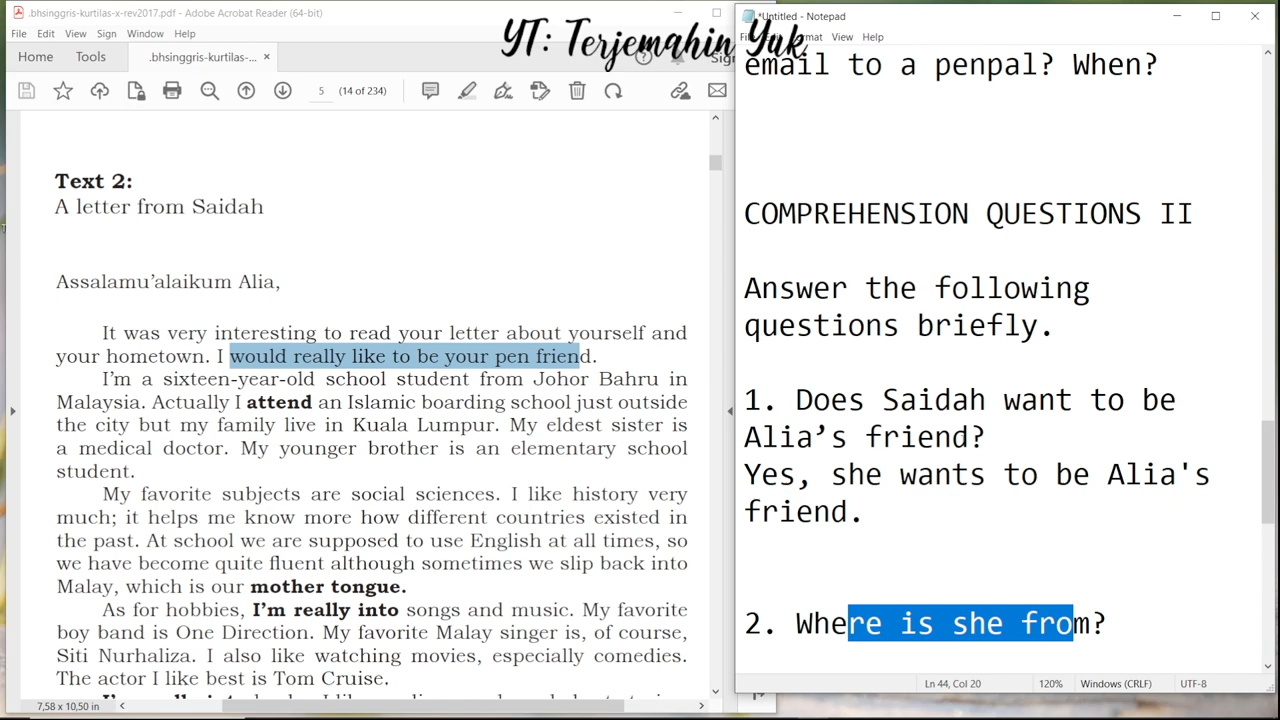 .bhsinggris-kurtilas-x-rev2017.pdf - Adobe Acrobat Reader (64-bit)
File Edit View Sign Window Help
Home Tools .bhsinggris-kurtilas-... ×
5 (14 of 234)
Text 2:
A letter from Saidah
Assalamu’alaikum Alia,
It was very interesting to read your letter about yourself and
your hometown. I would really like to be your pen friend.
I’m a sixteen-year-old school student from Johor Bahru in
Malaysia. Actually I attend an Islamic boarding school just outside
the city but my family live in Kuala Lumpur. My eldest sister is
a medical doctor. My younger brother is an elementary school
student.
My favorite subjects are social sciences. I like history very
much; it helps me know more how different countries existed in
the past. At school we are supposed to use English at all times, so
we have become quite fluent although sometimes we slip back into
Malay, which is our mother tongue.
As for hobbies, I’m really into songs and music. My favorite
boy band is One Direction. My favorite Malay singer is, of course,
Siti Nurhaliza. I also like watching movies, especially comedies.
The actor I like best is Tom Cruise.
7,58 x 10,50 in
YT: Terjemahin Yuk
*Untitled - Notepad
View Help
email to a penpal? When?
COMPREHENSION QUESTIONS II
Answer the following
questions briefly.
1. Does Saidah want to be
Alia’s friend?
Yes, she wants to be Alia's
friend.
2. Where is she from?
Ln 44, Col 20 120% Windows (CRLF) UTF-8